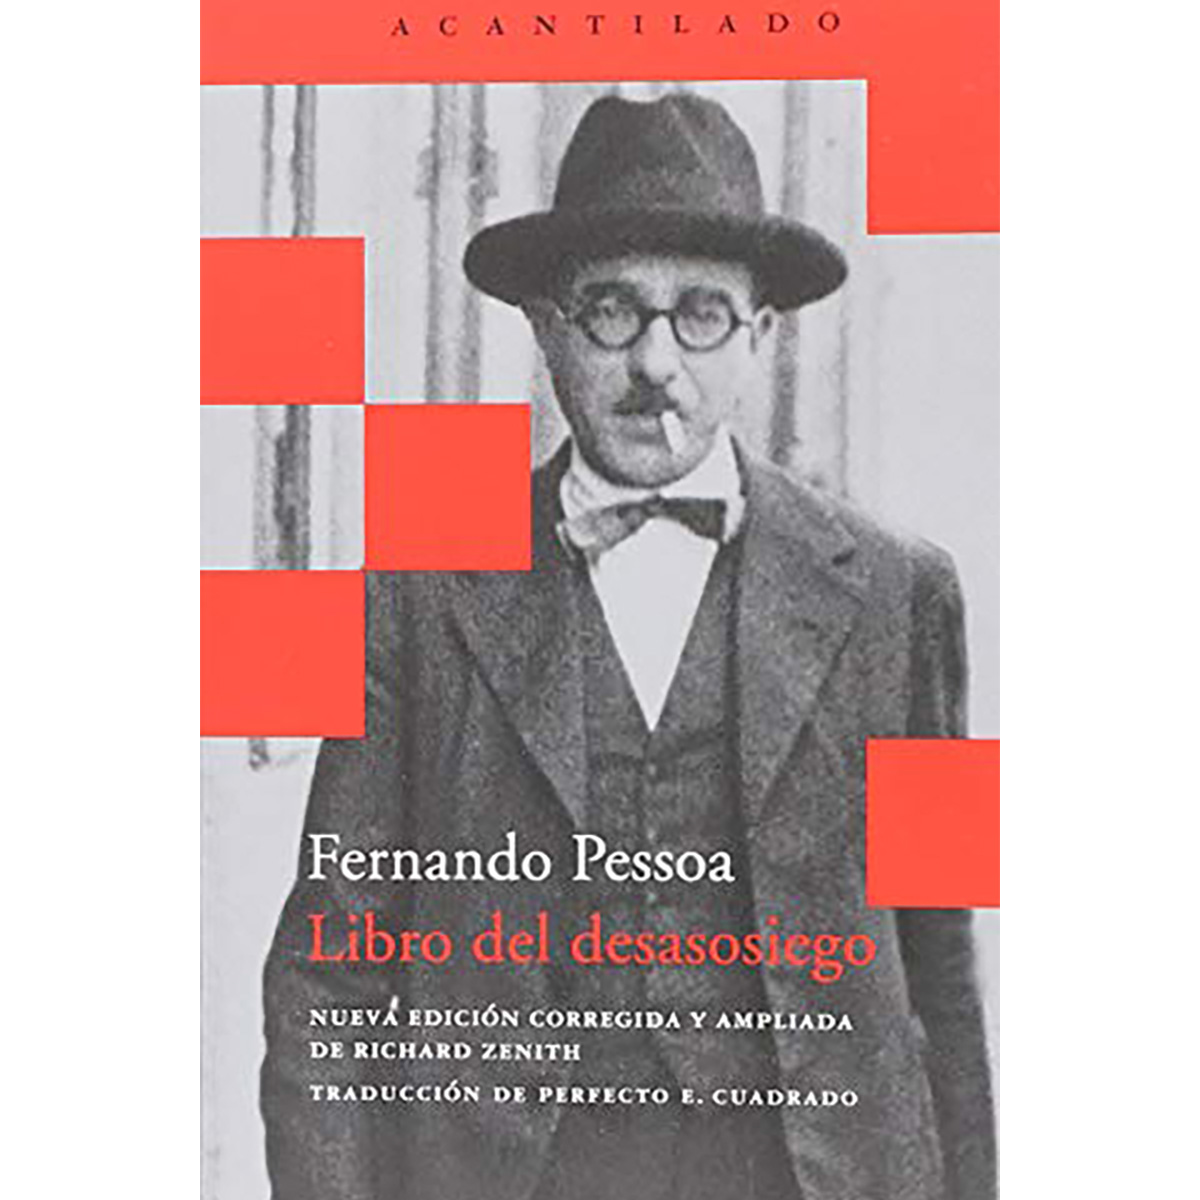 ACANTILADO
Fernando Pessoa
Libro del desasosiego
NUEVA EDICIÓN CORREGIDA Y AMPLIADA
DE RICHARD ZENITH
TRADUCCIÓN DE PERFECTO E. CUADRADO